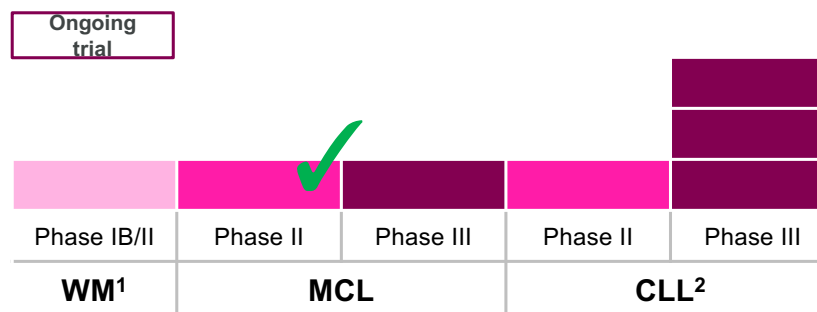 Ongoing
trial
Phase IB/II Phase II Phase III Phase II Phase III
WM¹ MCL CLL²